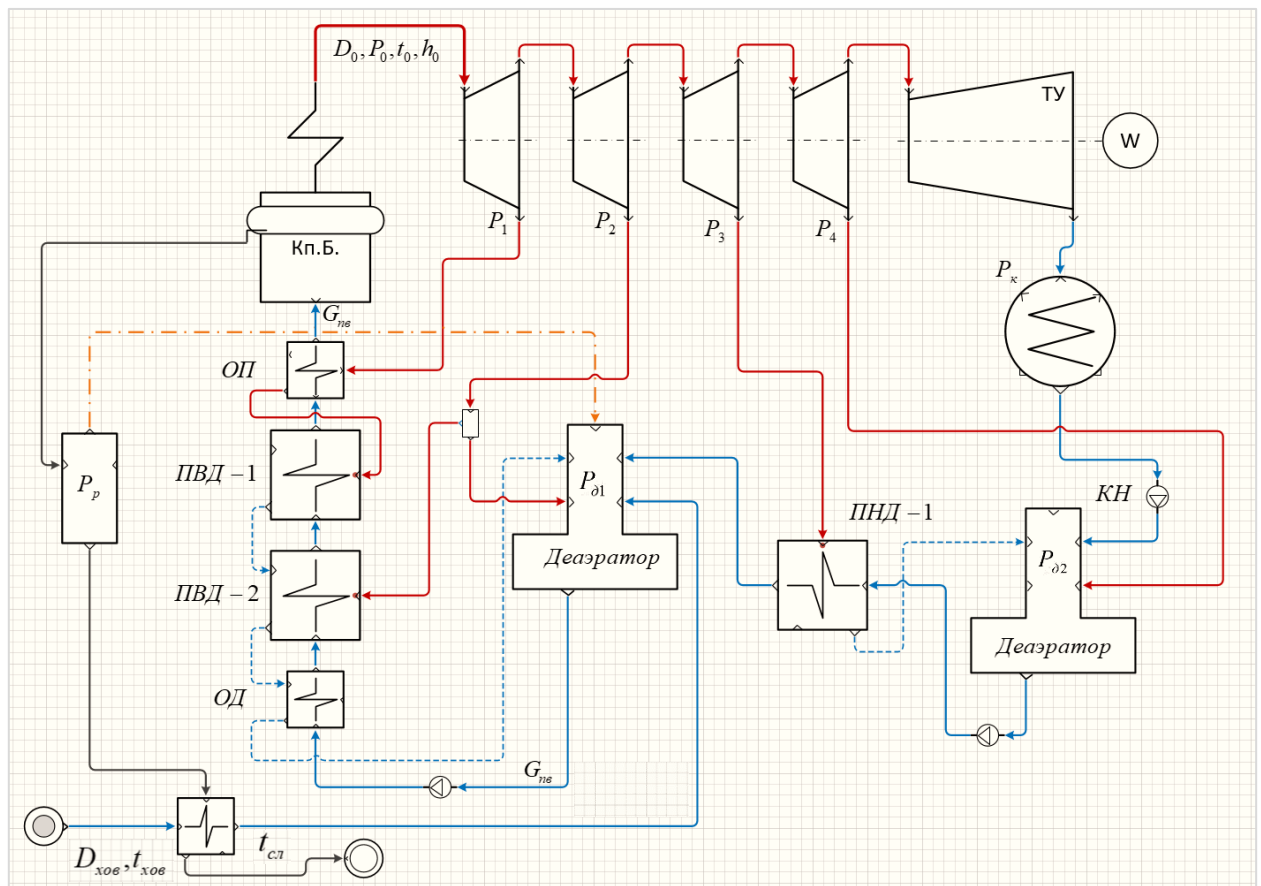 D₀, P₀, t₀, h₀
ТУ
W
P₁
P₂
P₃
P₄
Кп.Б.
Pₖ
Gпв
ОП
ПВД – 1
Pр
Pд1
КН
ПНД – 1
Pд2
Деаэратор
ПВД – 2
Деаэратор
ОД
Gпв
tсл
Dхов, tхов